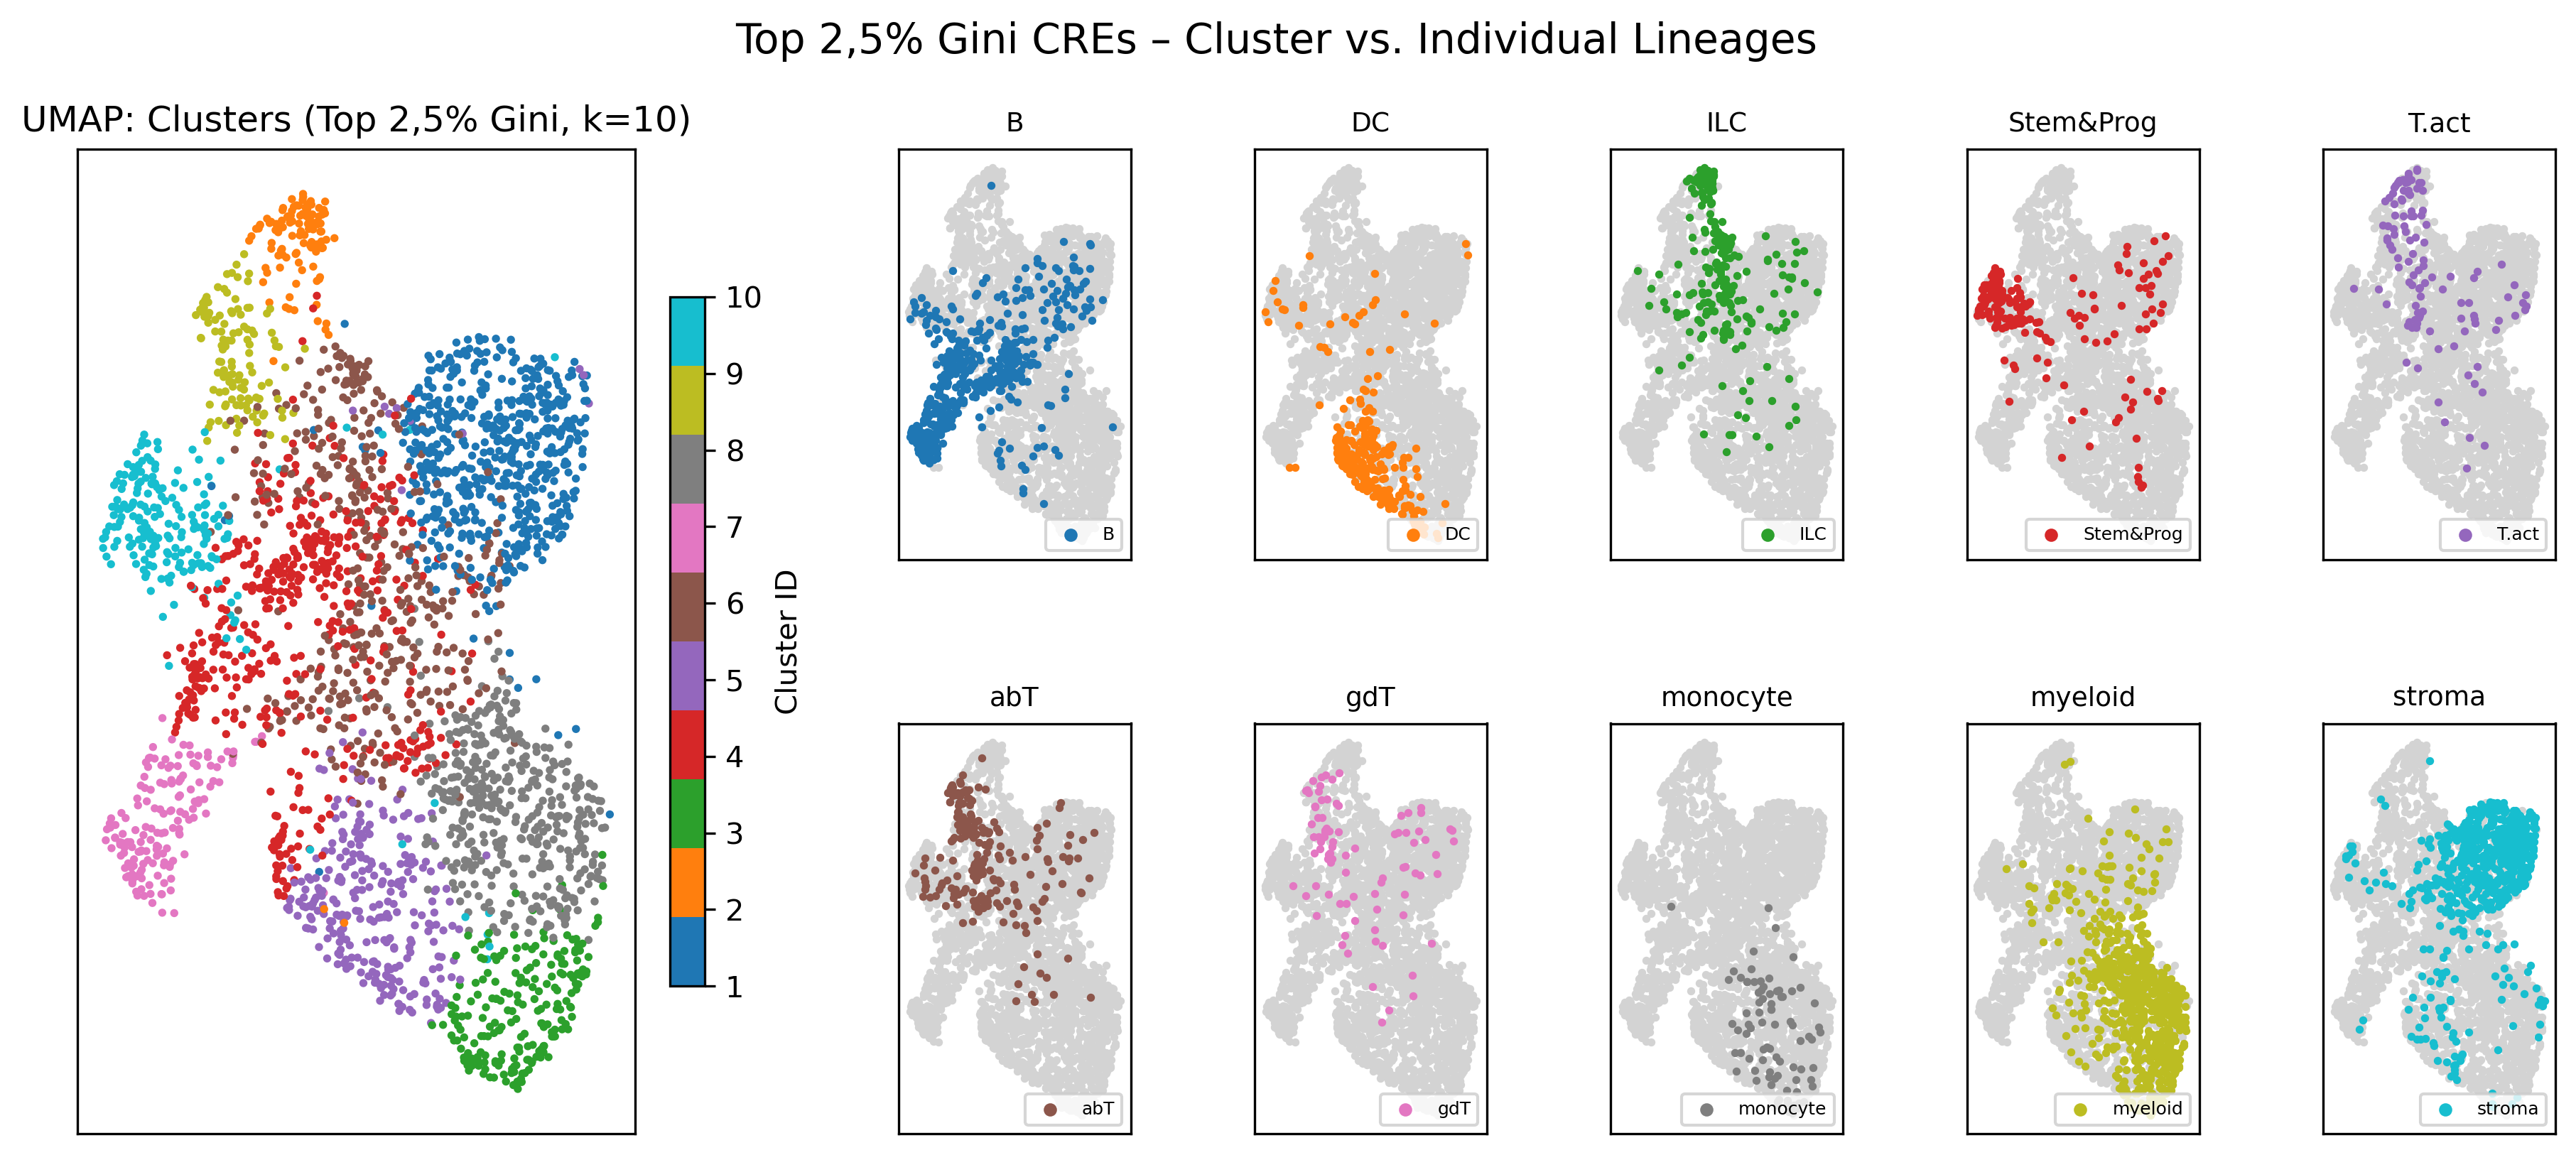 Top 2,5% Gini CREs – Cluster vs. Individual Lineages
UMAP: Clusters (Top 2,5% Gini, k=10)
10
9
8
7
6
5
4
3
2
1
Cluster ID
B
B
DC
DC
ILC
ILC
Stem&Prog
Stem&Prog
T.act
T.act
abT
abT
gdT
gdT
monocyte
monocyte
myeloid
myeloid
stroma
stroma